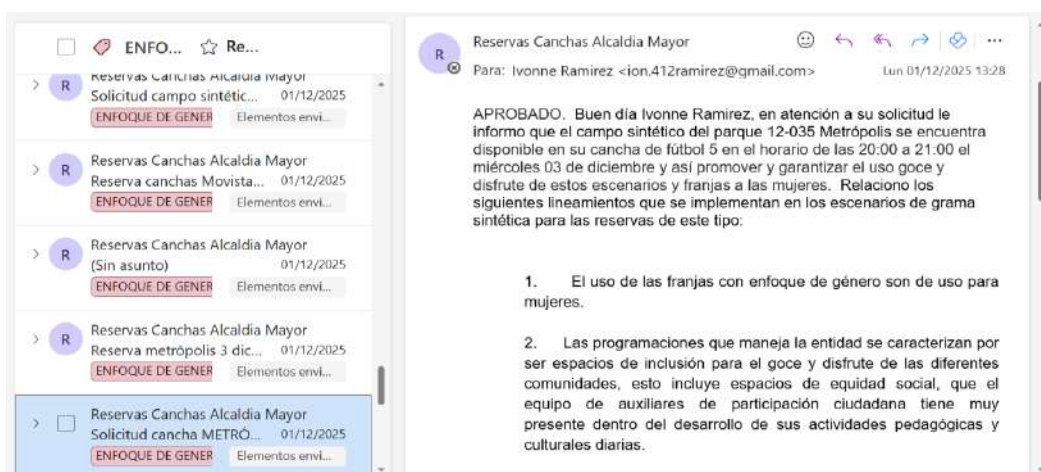 ENFO... Re...
Reservas Canchas Alcaldia Mayor
R
Solicitud campo sintétic... 01/12/2025
ENFOQUE DE GENER Elementos envi...
Reservas Canchas Alcaldia Mayor
R
Reserva canchas Movista... 01/12/2025
ENFOQUE DE GENER Elementos envi...
Reservas Canchas Alcaldia Mayor
R
(Sin asunto) 01/12/2025
ENFOQUE DE GENER Elementos envi...
Reservas Canchas Alcaldia Mayor
R
Reserva metrópolis 3 dic... 01/12/2025
ENFOQUE DE GENER Elementos envi...
Reservas Canchas Alcaldia Mayor
Solicitud cancha METRÓ... 01/12/2025
ENFOQUE DE GENER Elementos envi...
R
Reservas Canchas Alcaldia Mayor
Para: Ivonne Ramirez <ion.412ramirez@gmail.com> Lun 01/12/2025 13:28
APROBADO. Buen día Ivonne Ramirez, en atención a su solicitud le
informo que el campo sintético del parque 12-035 Metrópolis se encuentra
disponible en su cancha de fútbol 5 en el horario de las 20:00 a 21:00 el
miércoles 03 de diciembre y así promover y garantizar el uso goce y
disfrute de estos escenarios y franjas a las mujeres. Relaciono los
siguientes lineamientos que se implementan en los escenarios de grama
sintética para las reservas de este tipo:
1. El uso de las franjas con enfoque de género son de uso para
mujeres.
2. Las programaciones que maneja la entidad se caracterizan por
ser espacios de inclusión para el goce y disfrute de las diferentes
comunidades, esto incluye espacios de equidad social, que el
equipo de auxiliares de participación ciudadana tiene muy
presente dentro del desarrollo de sus actividades pedagógicas y
culturales diarias.